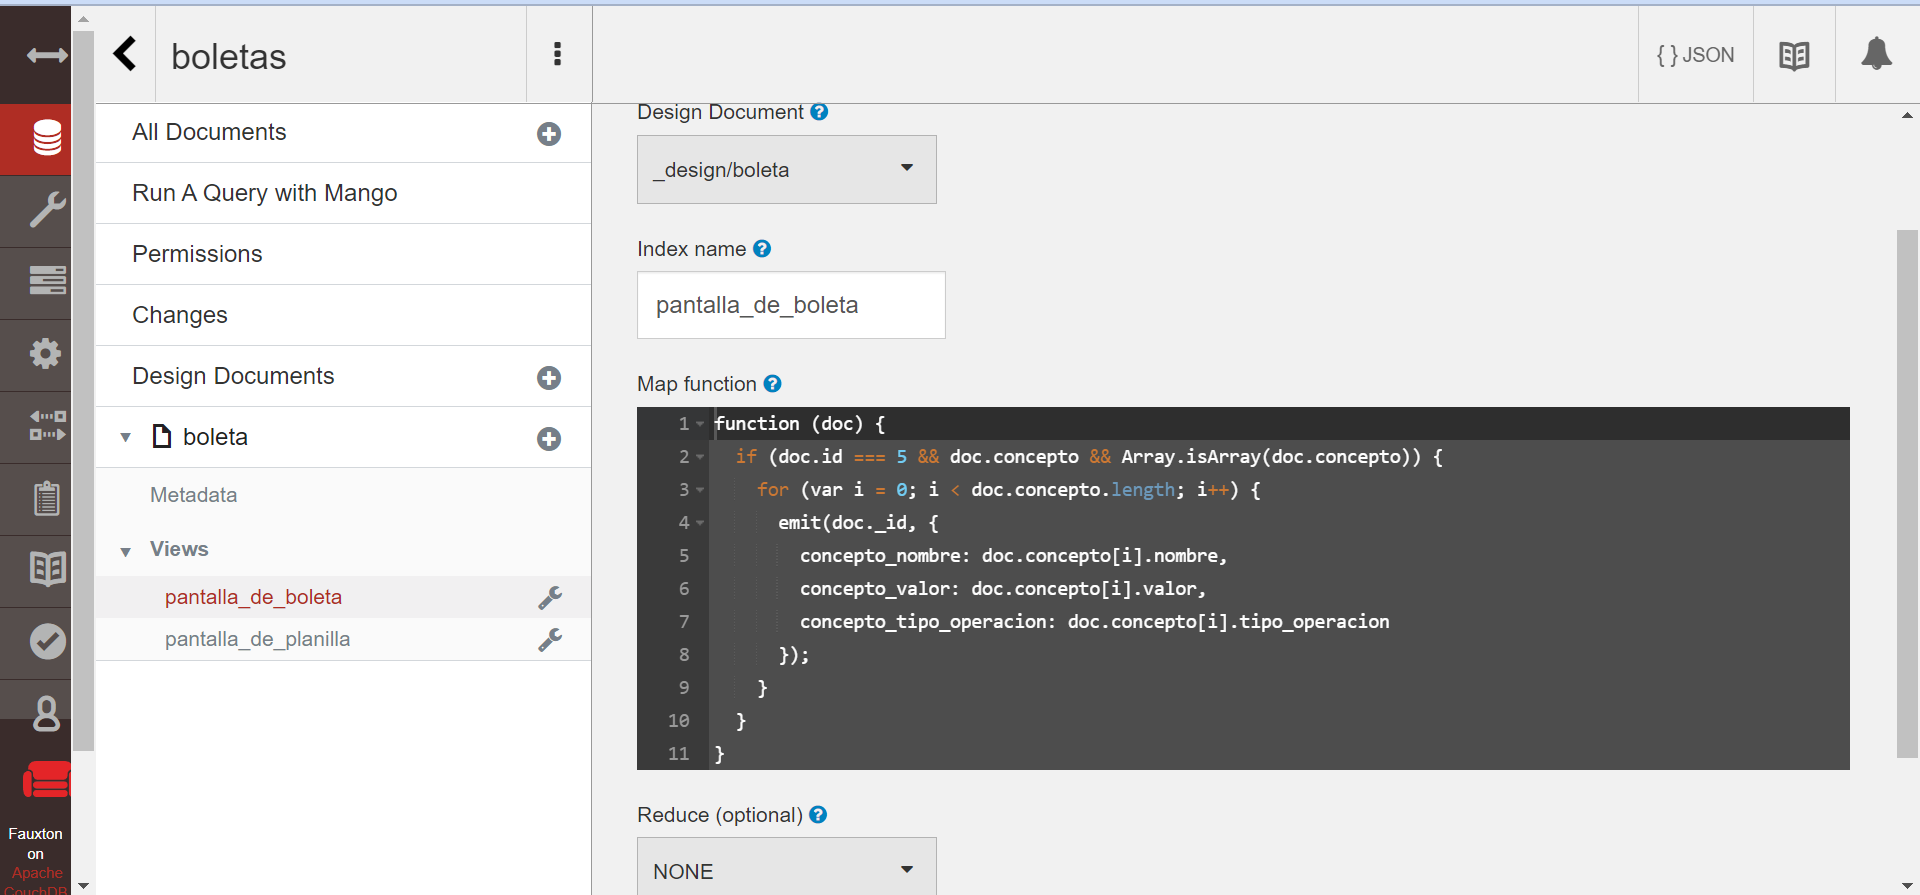 boletas
{ } JSON
All Documents
Run A Query with Mango
Permissions
Changes
Design Documents
boleta
Metadata
Views
pantalla_de_boleta
pantalla_de_planilla
Fauxton
on
Apache
CouchDB
Design Document
_design/boleta
Index name
pantalla_de_boleta
Map function
1 function (doc) {
2 if (doc.id === 5 && doc.concepto && Array.isArray(doc.concepto)) {
3 for (var i = 0; i < doc.concepto.length; i++) {
4 emit(doc._id, {
5 concepto_nombre: doc.concepto[i].nombre,
6 concepto_valor: doc.concepto[i].valor,
7 concepto_tipo_operacion: doc.concepto[i].tipo_operacion
8 });
9 }
10 }
11 }
Reduce (optional)
NONE